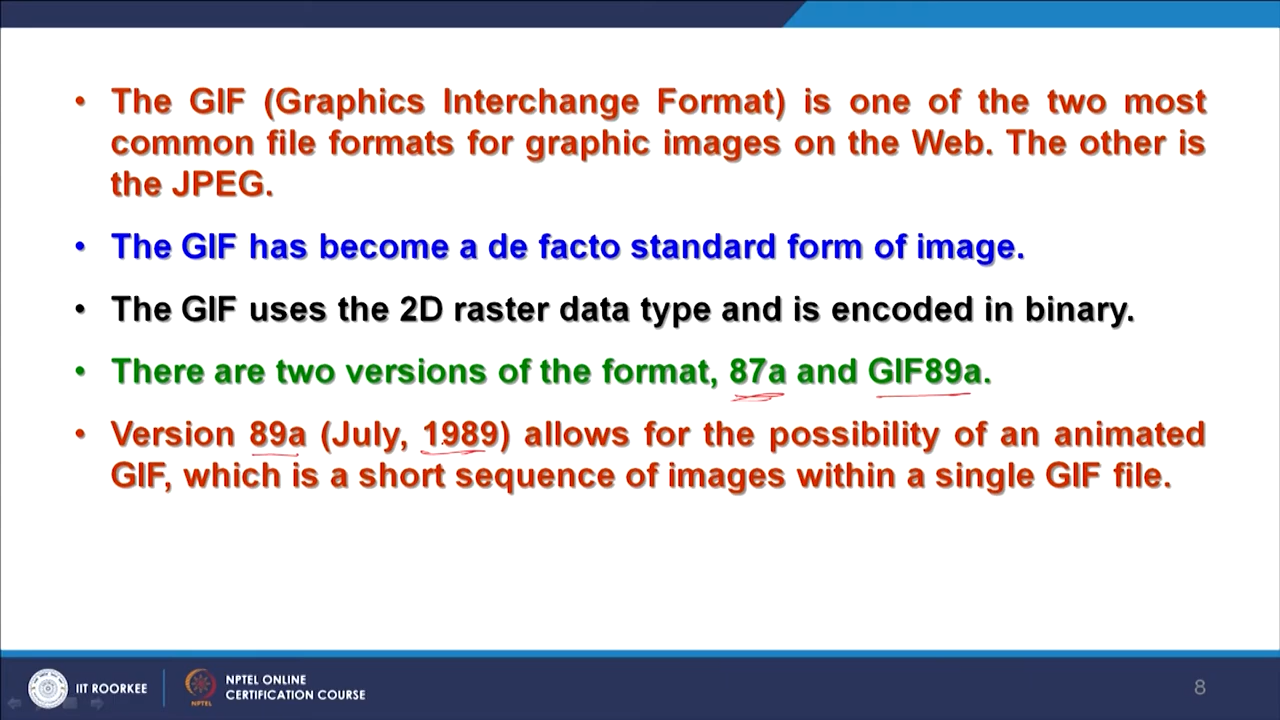 • The GIF (Graphics Interchange Format) is one of the two most
common file formats for graphic images on the Web. The other is
the JPEG.
• The GIF has become a de facto standard form of image.
• The GIF uses the 2D raster data type and is encoded in binary.
• There are two versions of the format, 87a and GIF89a.
• Version 89a (July, 1989) allows for the possibility of an animated
GIF, which is a short sequence of images within a single GIF file.
IIT ROORKEE
NPTEL
NPTEL ONLINE
CERTIFICATION COURSE
8